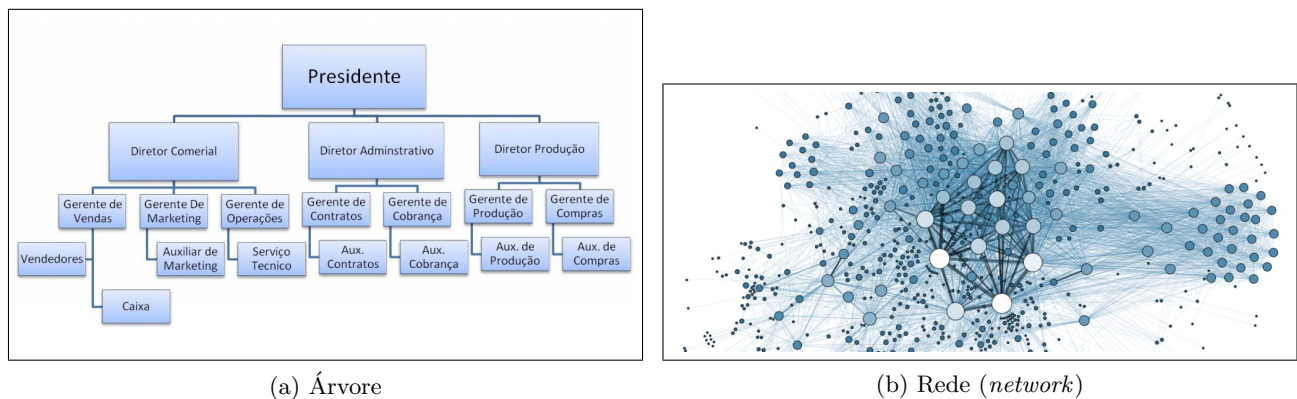 Presidente
Diretor Comerial
Diretor Adminstrativo
Diretor Produção
Gerente de
Vendas
Gerente De
Marketing
Gerente de
Operações
Gerente de
Contratos
Gerente de
Cobrança
Gerente de
Produção
Gerente de
Compras
Vendedores
Auxiliar de
Marketing
Serviço
Tecnico
Aux.
Contratos
Aux.
Cobrança
Aux. de
Produção
Aux. de
Compras
Caixa
(a) Árvore
(b) Rede (network)